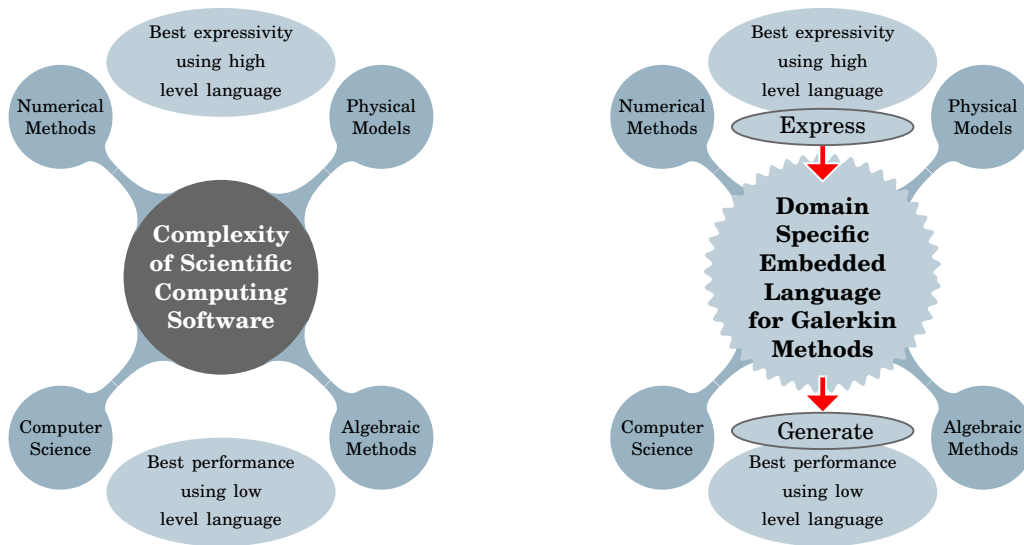 Best expressivity
using high
level language
Numerical
Methods
Physical
Models
Complexity
of Scientific
Computing
Software
Computer
Science
Algebraic
Methods
Best performance
using low
level language
Best expressivity
using high
level language
Numerical
Methods
Express
Physical
Models
Domain
Specific
Embedded
Language
for Galerkin
Methods
Computer
Science
Generate
Algebraic
Methods
Best performance
using low
level language